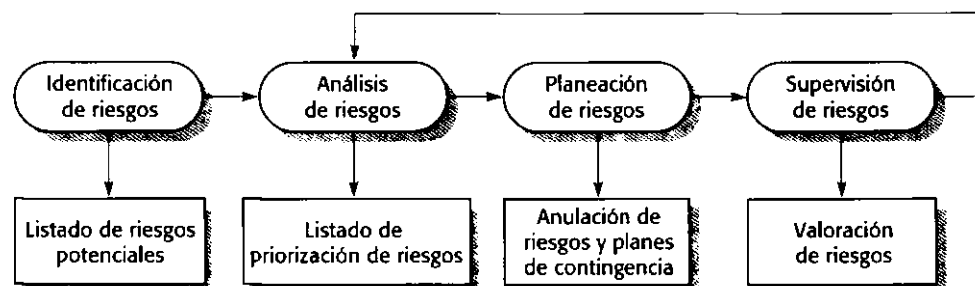 Identificación
de riesgos
Análisis
de riesgos
Planeación
de riesgos
Supervisión
de riesgos
Listado de riesgos
potenciales
Listado de
priorización de riesgos
Anulación de
riesgos y planes
de contingencia
Valoración
de riesgos